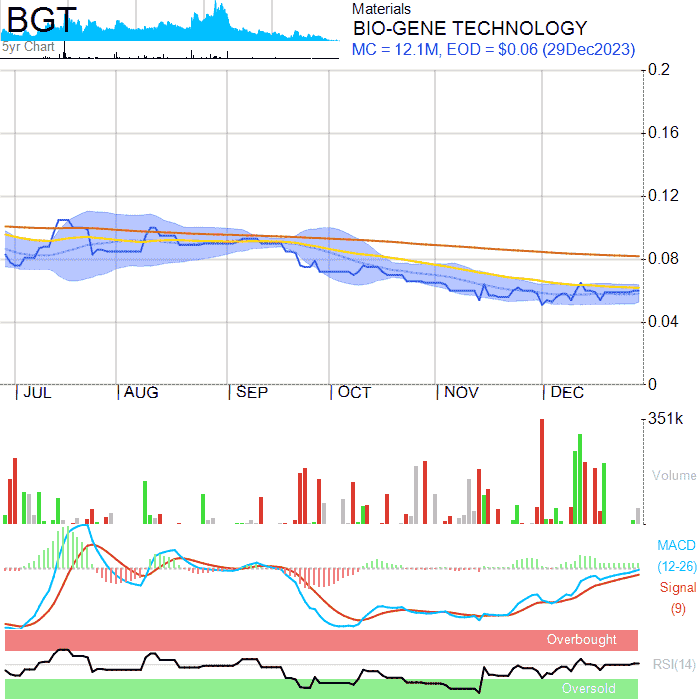 BGT
5yr Chart
Materials
BIO-GENE TECHNOLOGY
MC = 12.1M, EOD = $0.06 (29Dec2023)
0.2
0.16
0.12
0.08
0.04
0
JUL AUG SEP OCT NOV DEC
351k
Volume
MACD
(12-26)
Signal
(9)
Overbought
RSI(14)
Oversold